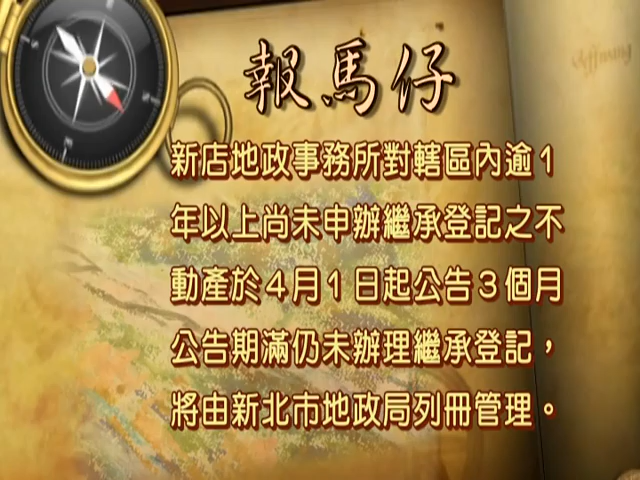 報馬仔
新店地政事務所對轄區內逾1
年以上尚未申辦繼承登記之不
動產於4月1日起公告3個月
公告期滿仍未辦理繼承登記，
將由新北市地政局列冊管理。